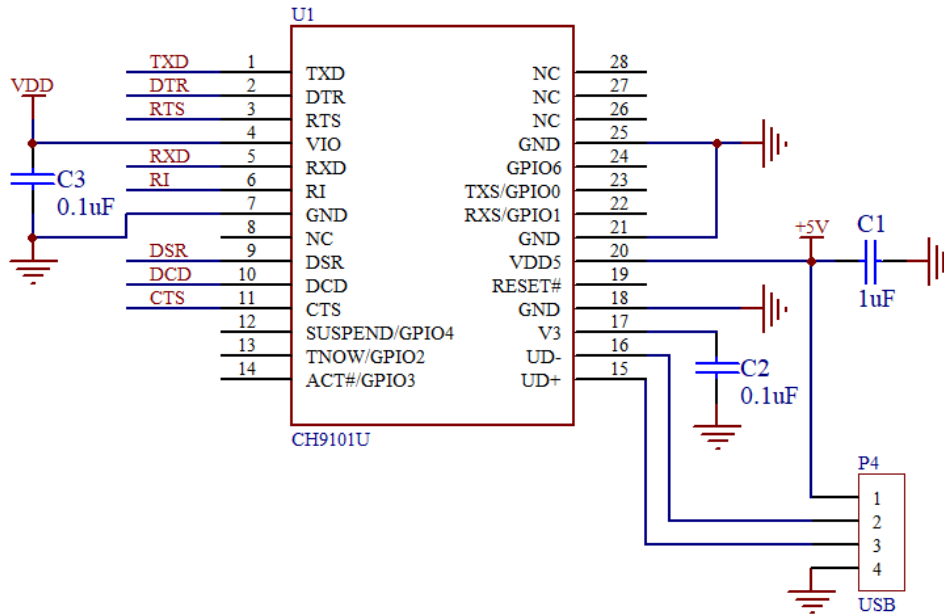 U1
TXD 1 TXD NC 28
VDD DTR 2 DTR NC 27
RTS 3 RTS NC 26
4 VIO GND 25
RXD 5 RXD GPIO6 24
C3 RI 6 RI TXS/GPIO0 23
0.1uF 7 GND RXS/GPIO1 22
8 NC GND 21 +5V C1
DSR 9 DSR VDD5 20
DCD 10 DCD RESET# 19 1uF
CTS 11 CTS GND 18
12 SUSPEND/GPIO4 V3 17
13 TNOW/GPIO2 UD- 16 C2
14 ACT#/GPIO3 UD+ 15 0.1uF
CH9101U
P4
1
2
3
4
USB